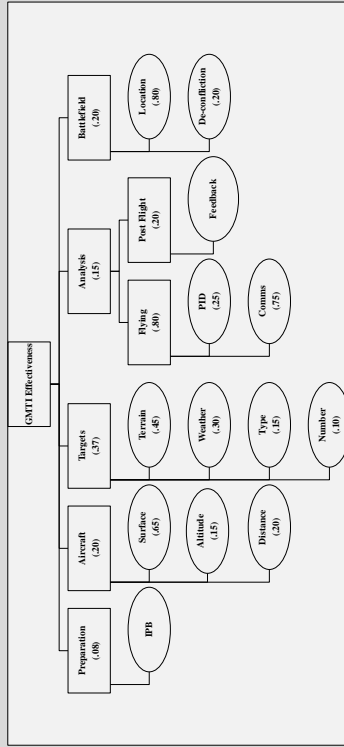 GMTI Effectiveness
Preparation
(.08)
IPB
Aircraft
(.20)
Surface
(.65)
Altitude
(.15)
Distance
(.20)
Targets
(.37)
Terrain
(.45)
Weather
(.30)
Type
(.15)
Number
(.10)
Analysis
(.15)
Flying
(.80)
PID
(.25)
Comms
(.75)
Post Flight
(.20)
Feedback
Battlefield
(.20)
Location
(.80)
De-confliction
(.20)